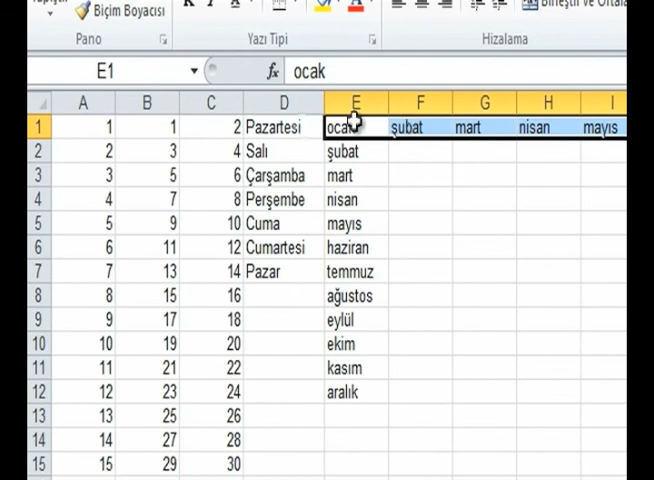 Biçim Boyacısı
K T A
A
Birleştir ve Ortala
Pano Yazı Tipi Hizalama
E1 fx ocak
A B C D E F G H I
1 1 1 2 Pazartesi ocak şubat mart nisan mayıs
2 2 3 4 Salı şubat
3 3 5 6 Çarşamba mart
4 4 7 8 Perşembe nisan
5 5 9 10 Cuma mayıs
6 6 11 12 Cumartesi haziran
7 7 13 14 Pazar temmuz
8 8 15 16 ağustos
9 9 17 18 eylül
10 10 19 20 ekim
11 11 21 22 kasım
12 12 23 24 aralık
13 13 25 26
14 14 27 28
15 15 29 30